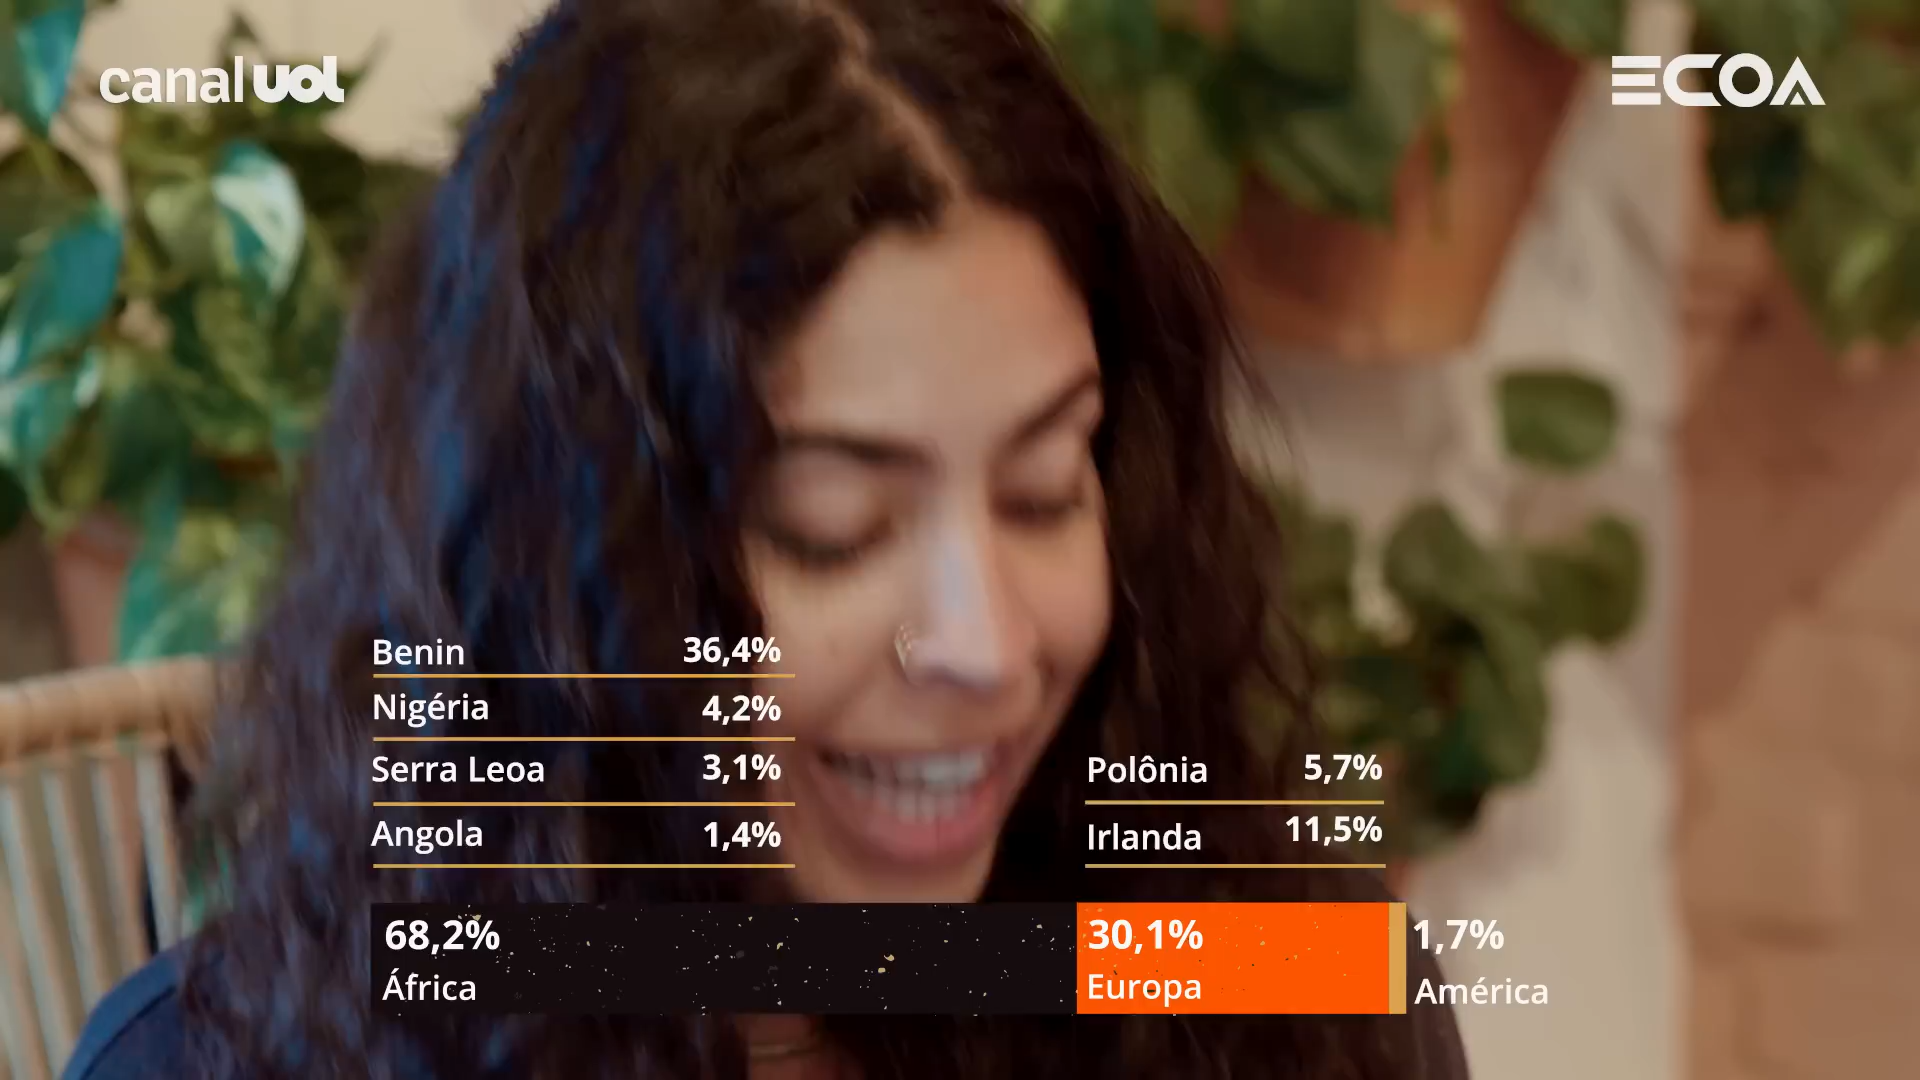 canal uol
ECOA
Benin 36,4%
Nigéria 4,2%
Serra Leoa 3,1%
Angola 1,4%
Polônia 5,7%
Irlanda 11,5%
68,2%
África
30,1%
Europa
1,7%
América